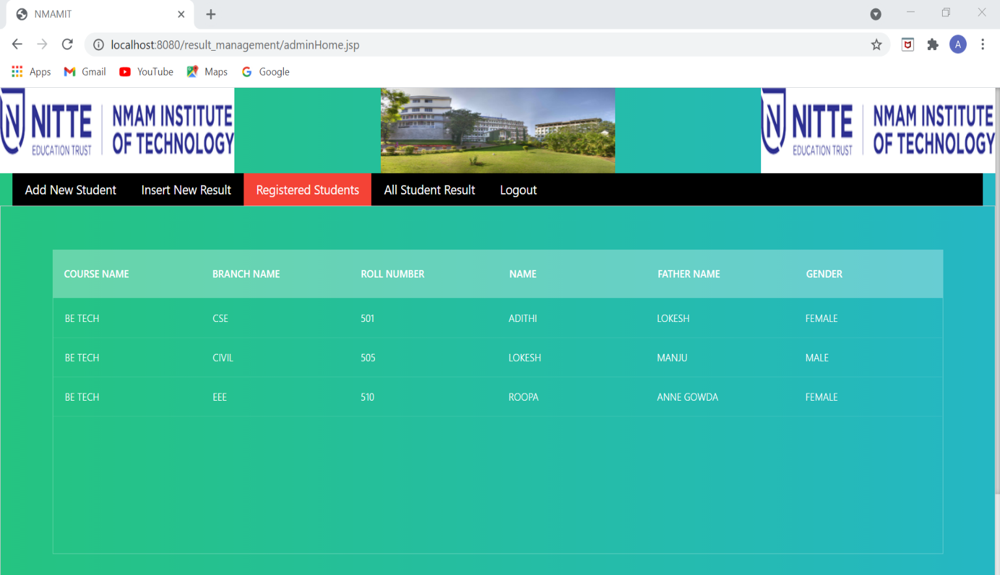 NMAMIT
localhost:8080/result_management/adminHome.jsp
A
Apps Gmail YouTube Maps Google
N NITTE EDUCATION TRUST NMAM INSTITUTE OF TECHNOLOGY
N NITTE EDUCATION TRUST NMAM INSTITUTE OF TECHNOLOGY
Add New Student Insert New Result Registered Students All Student Result Logout
COURSE NAME BRANCH NAME ROLL NUMBER NAME FATHER NAME GENDER
BE TECH CSE 501 ADITHI LOKESH FEMALE
BE TECH CIVIL 505 LOKESH MANJU MALE
BE TECH EEE 510 ROOPA ANNE GOWDA FEMALE